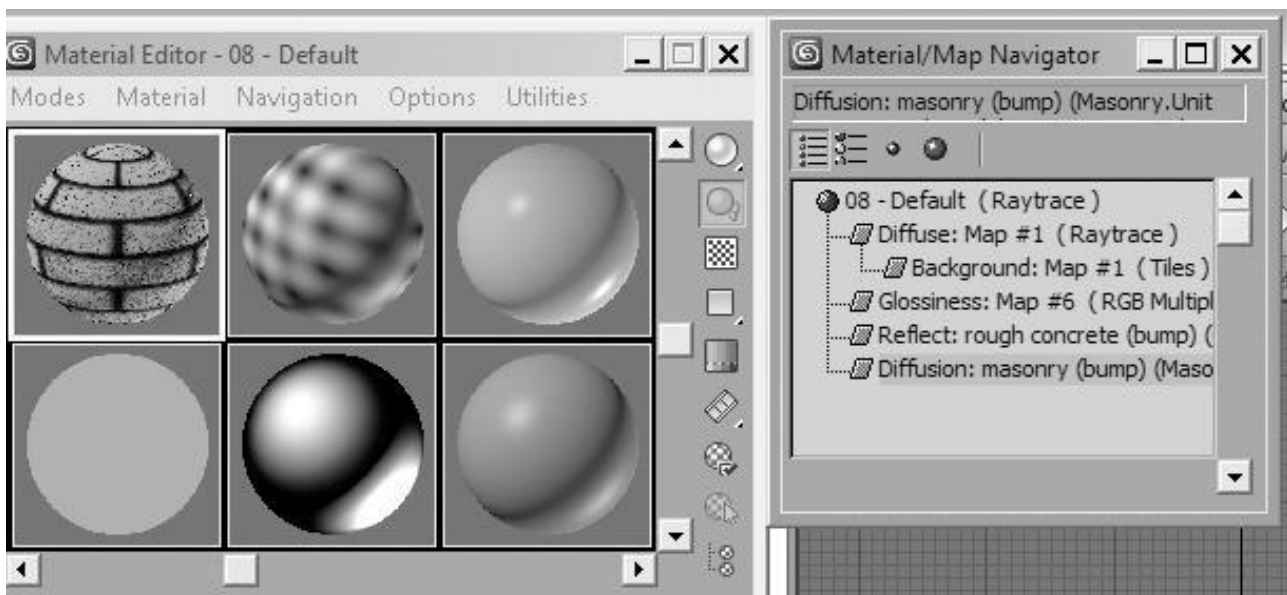 Material Editor - 08 - Default
Modes Material Navigation Options Utilities
Material/Map Navigator
Diffusion: masonry (bump) (Masonry.Unit
08 - Default ( Raytrace )
Diffuse: Map #1 ( Raytrace )
Background: Map #1 ( Tiles )
Glossiness: Map #6 ( RGB Multipl
Reflect: rough concrete (bump) (
Diffusion: masonry (bump) (Maso